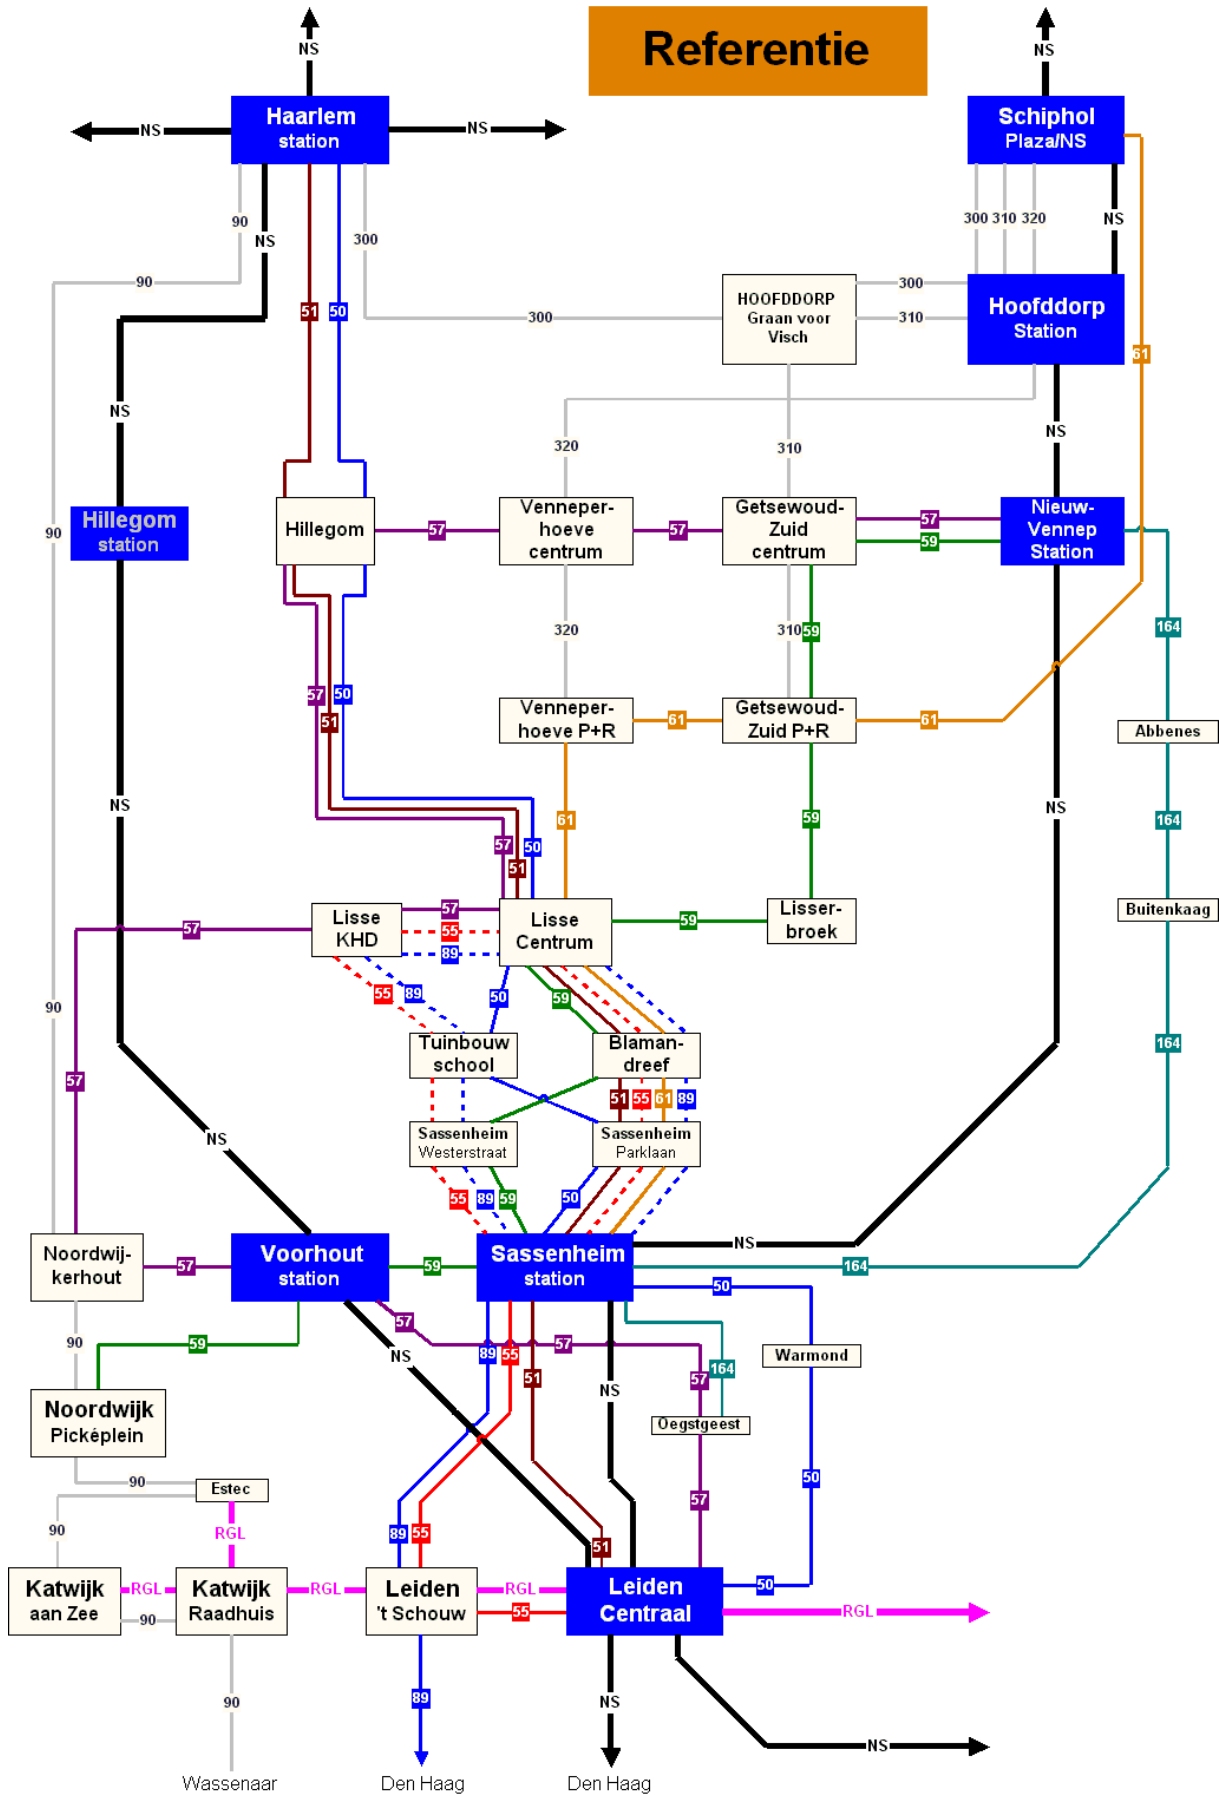 Referentie
NS
NS
Haarlem
station
NS
NS
Schiphol
Plaza/NS
90
NS
300
300
310
320
NS
90
51
50
300
HOOFDDORP
Graan voor
Visch
300
310
Hoofddorp
Station
61
NS
320
310
NS
90
Hillegom
station
Hillegom
57
Venneper-
hoeve
centrum
57
Getsewoud-
Zuid
centrum
57
59
Nieuw-
Vennep
Station
320
310
59
164
57
50
51
Venneper-
hoeve P+R
61
Getsewoud-
Zuid P+R
61
Abbenes
NS
NS
61
59
164
57
50
51
57
Lisse
KHD
57
55
89
Lisse
Centrum
59
Lisser-
broek
Buitenkaag
90
55
89
50
59
Tuinbouw
school
Blaman-
dreef
164
57
51
55
61
89
NS
Sassenheim
Westerstraat
Sassenheim
Parklaan
55
89
59
50
Noordwij-
kerhout
57
Voorhout
station
59
Sassenheim
station
NS
164
50
90
59
57
NS
89
55
57
51
NS
57
164
Warmond
Noordwijk
Picképlein
Oegstgeest
90
Estec
50
57
90
RGL
89
55
51
Katwijk
aan Zee
RGL
90
Katwijk
Raadhuis
RGL
Leiden
't Schouw
RGL
55
Leiden
Centraal
50
RGL
90
89
NS
NS
Wassenaar
Den Haag
Den Haag